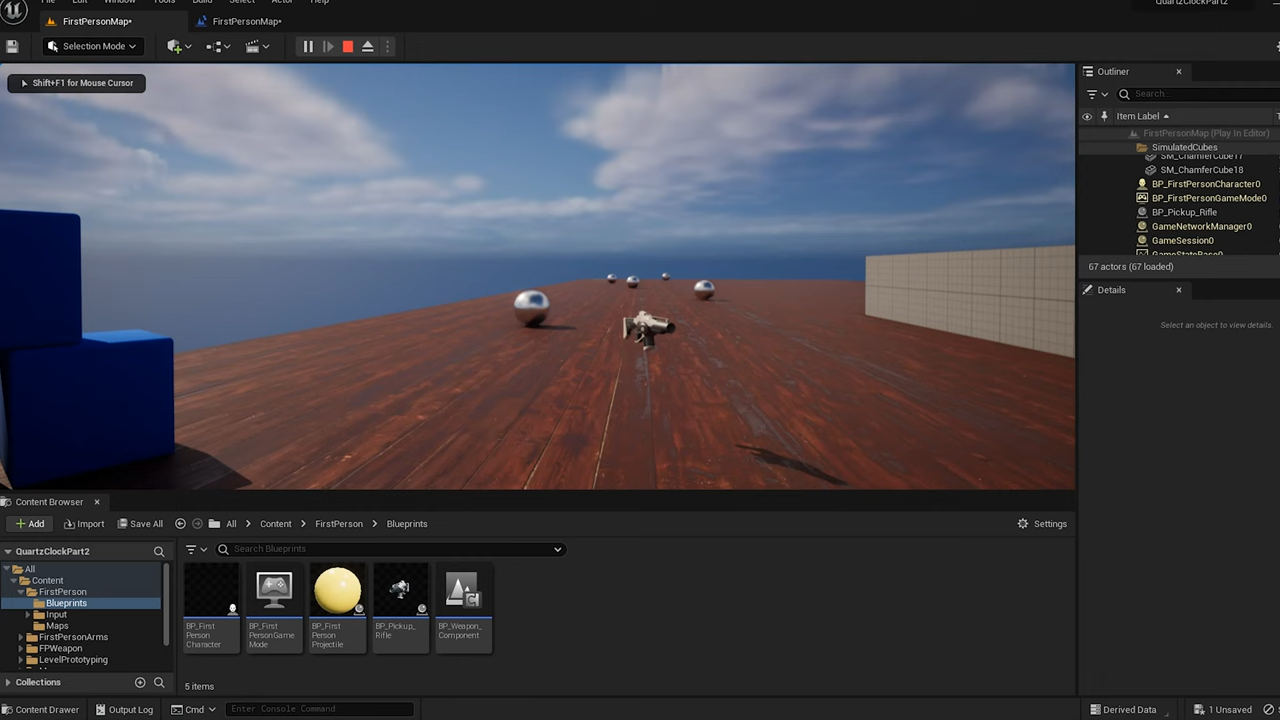 File Edit Window Tools Build Select Actor Help
QuartzClockPart2
FirstPersonMap*
FirstPersonMap*
Selection Mode
Shift+F1 for Mouse Cursor
Outliner
Search...
Item Label
FirstPersonMap (Play In Editor)
SimulatedCubes
SM_ChamferCube17
SM_ChamferCube18
BP_FirstPersonCharacter0
BP_FirstPersonGameMode0
BP_Pickup_Rifle
GameNetworkManager0
GameSession0
GameStateBase0
67 actors (67 loaded)
Details
Select an object to view details.
Content Browser
Add Import Save All All Content FirstPerson Blueprints Settings
QuartzClockPart2
Search Blueprints
All
Content
FirstPerson
Blueprints
Input
Maps
FirstPersonArms
FPWeapon
LevelPrototyping
BP_First
Person
Character
BP_First
PersonGame
Mode
BP_First
Person
Projectile
BP_Pickup_
Rifle
BP_Weapon_
Component
Collections
5 items
Content Drawer Output Log Cmd Enter Console Command Derived Data 1 Unsaved